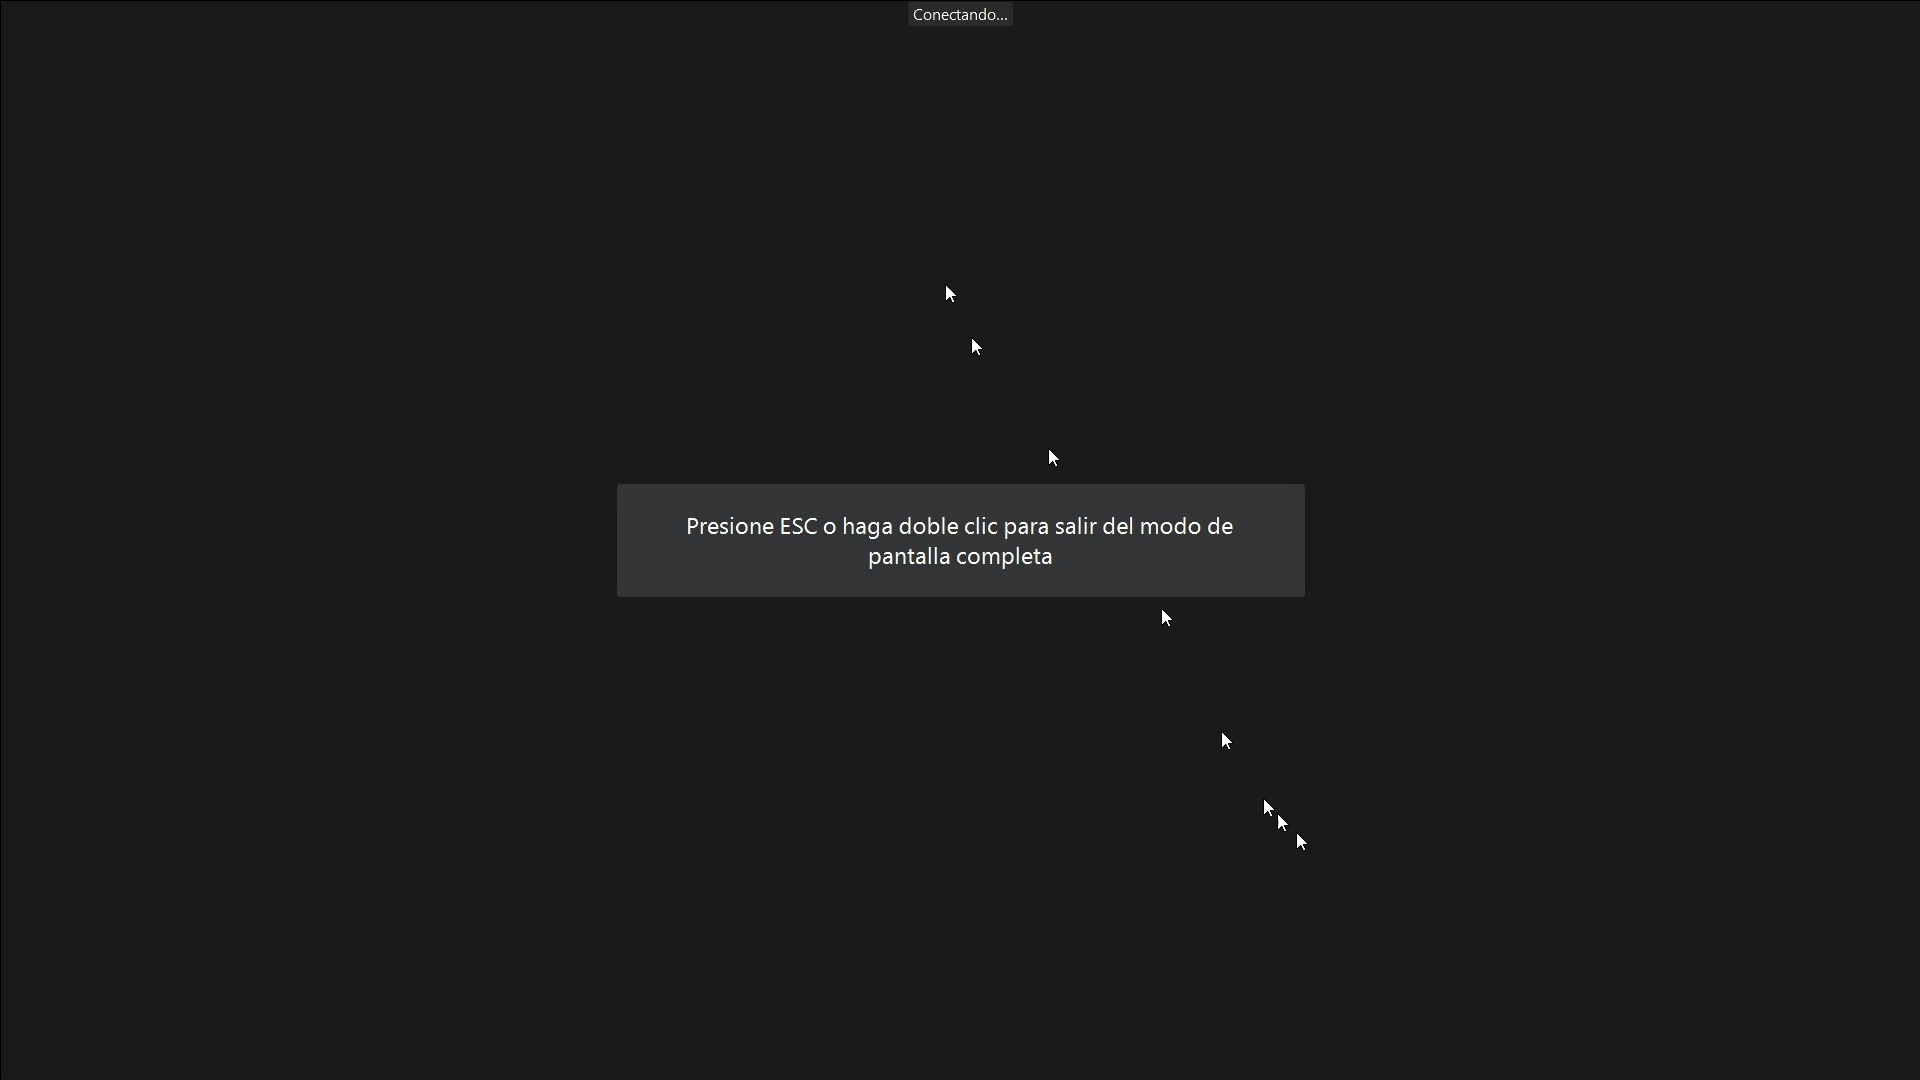 Conectando...
Presione ESC o haga doble clic para salir del modo de
pantalla completa